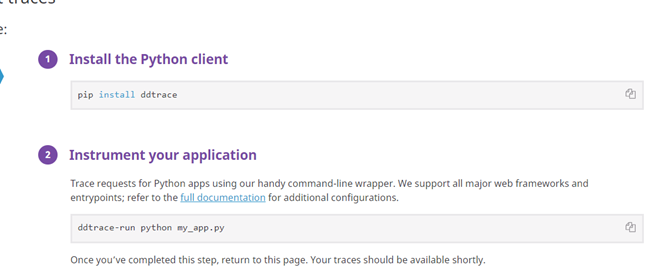 traces
e:
1 Install the Python client
pip install ddtrace
2 Instrument your application
Trace requests for Python apps using our handy command-line wrapper. We support all major web frameworks and
entrypoints; refer to the full documentation for additional configurations.
ddtrace-run python my_app.py
Once you've completed this step, return to this page. Your traces should be available shortly.